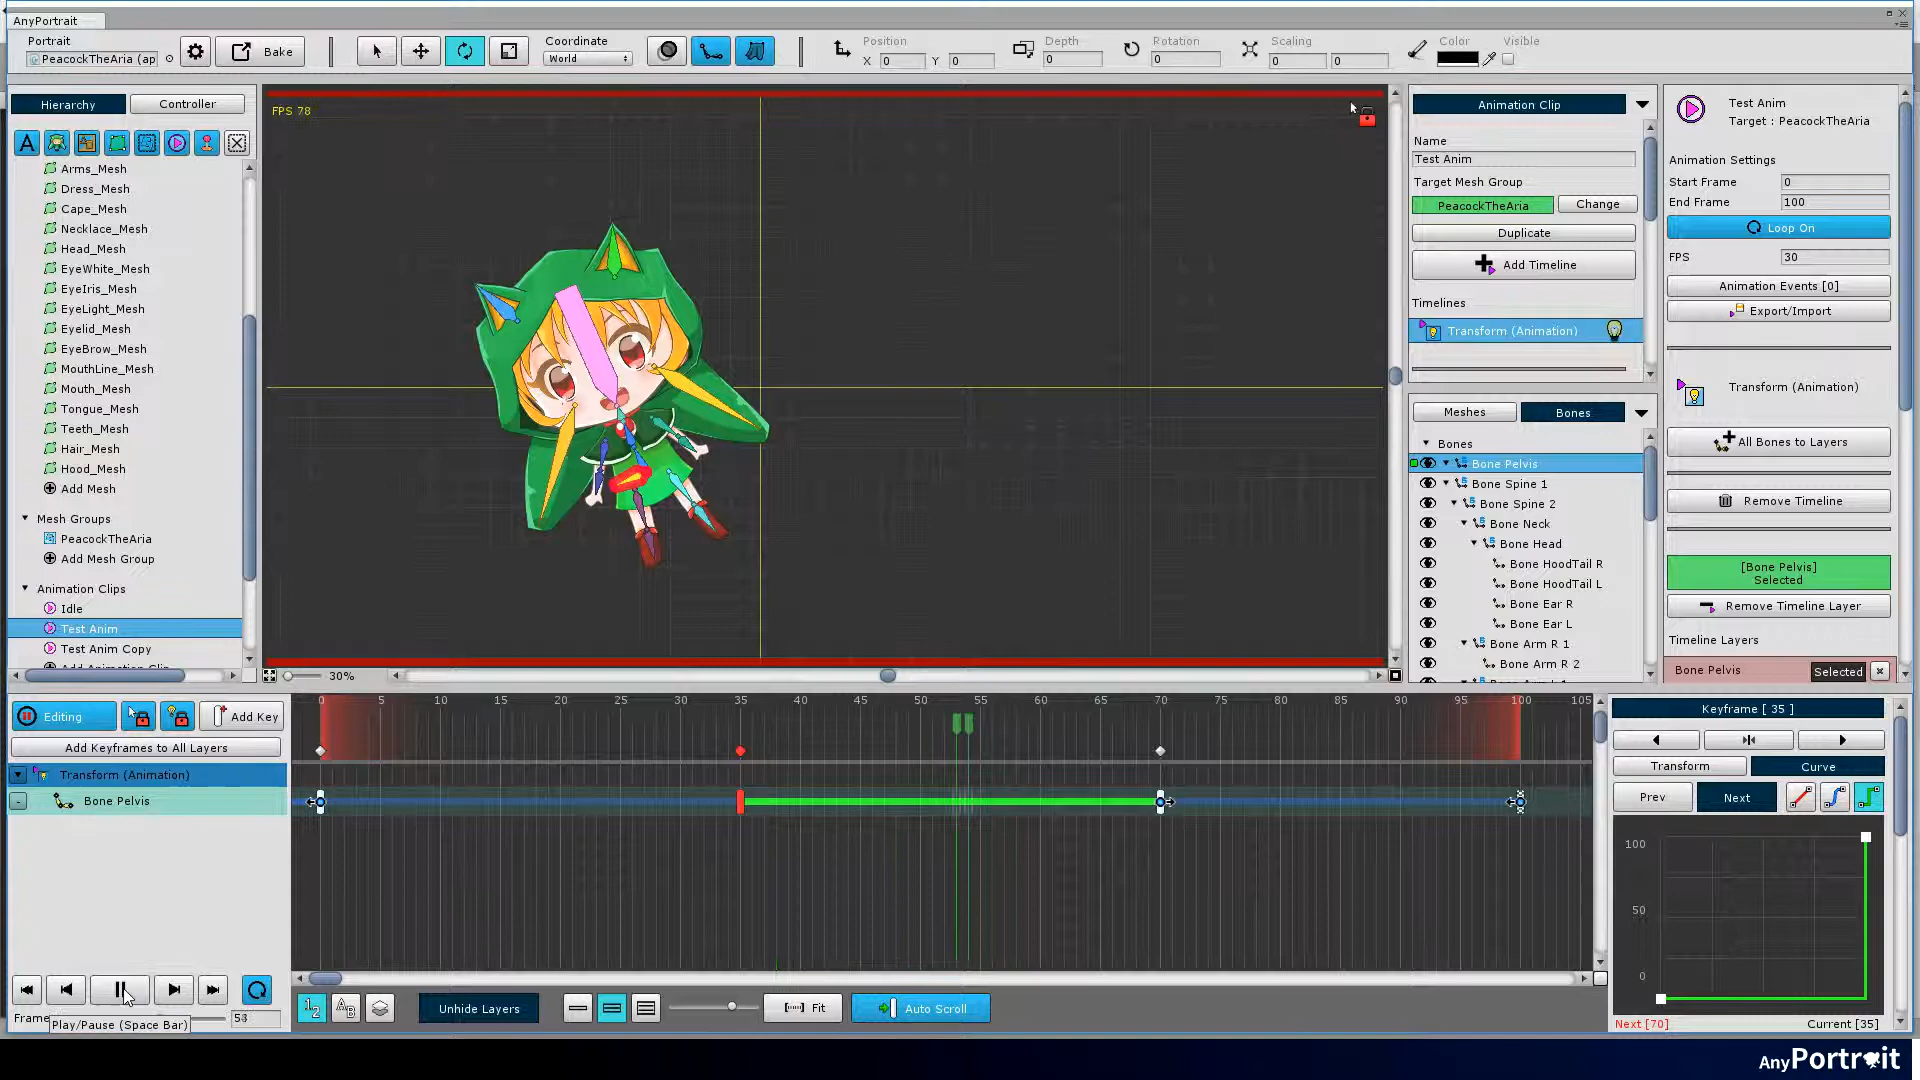 AnyPortrait
Portrait
PeacockTheAria (ap
Bake
Coordinate
World
Position
X 0 Y 0
Depth
0
Rotation
0
Scaling
0 0
Color
Visible
Hierarchy
Controller
Arms_Mesh
Dress_Mesh
Cape_Mesh
Necklace_Mesh
Head_Mesh
EyeWhite_Mesh
EyeIris_Mesh
EyeLight_Mesh
Eyelid_Mesh
EyeBrow_Mesh
MouthLine_Mesh
Mouth_Mesh
Tongue_Mesh
Teeth_Mesh
Hair_Mesh
Hood_Mesh
Add Mesh
Mesh Groups
PeacockTheAria
Add Mesh Group
Animation Clips
Idle
Test Anim
Test Anim Copy
Add Animation Clip
FPS 78
30%
Animation Clip
Name
Test Anim
Target Mesh Group
PeacockTheAria
Change
Duplicate
Add Timeline
Timelines
Transform (Animation)
Meshes
Bones
Bones
Bone Pelvis
Bone Spine 1
Bone Spine 2
Bone Neck
Bone Head
Bone HoodTail R
Bone HoodTail L
Bone Ear R
Bone Ear L
Bone Arm R 1
Bone Arm R 2
Test Anim
Target : PeacockTheAria
Animation Settings
Start Frame 0
End Frame 100
Loop On
FPS 30
Animation Events [0]
Export/Import
Transform (Animation)
All Bones to Layers
Remove Timeline
[Bone Pelvis]
Selected
Remove Timeline Layer
Timeline Layers
Bone Pelvis Selected
Editing
Add Key
Add Keyframes to All Layers
Transform (Animation)
Bone Pelvis
0 5 10 15 20 25 30 35 40 45 50 55 60 65 70 75 80 85 90 95 100 105
Frame
Play/Pause (Space Bar)
Unhide Layers
Fit
Auto Scroll
Keyframe [ 35 ]
Transform
Curve
Prev
Next
100
50
0
Next [70]
Current [35]
AnyPortrait